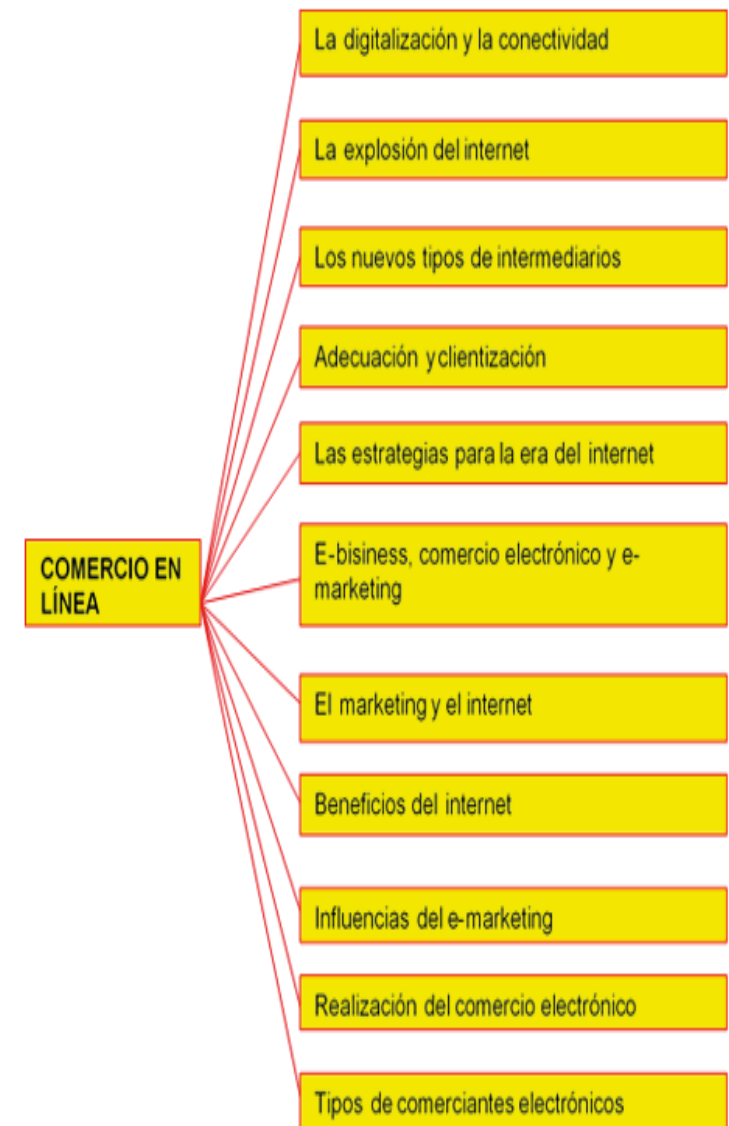 La digitalización y la conectividad
La explosión del internet
Los nuevos tipos de intermediarios
Adecuación y clientización
Las estrategias para la era del internet
COMERCIO EN
LÍNEA
E-bisiness, comercio electrónico y e-
marketing
El marketing y el internet
Beneficios del internet
Influencias del e-marketing
Realización del comercio electrónico
Tipos de comerciantes electrónicos